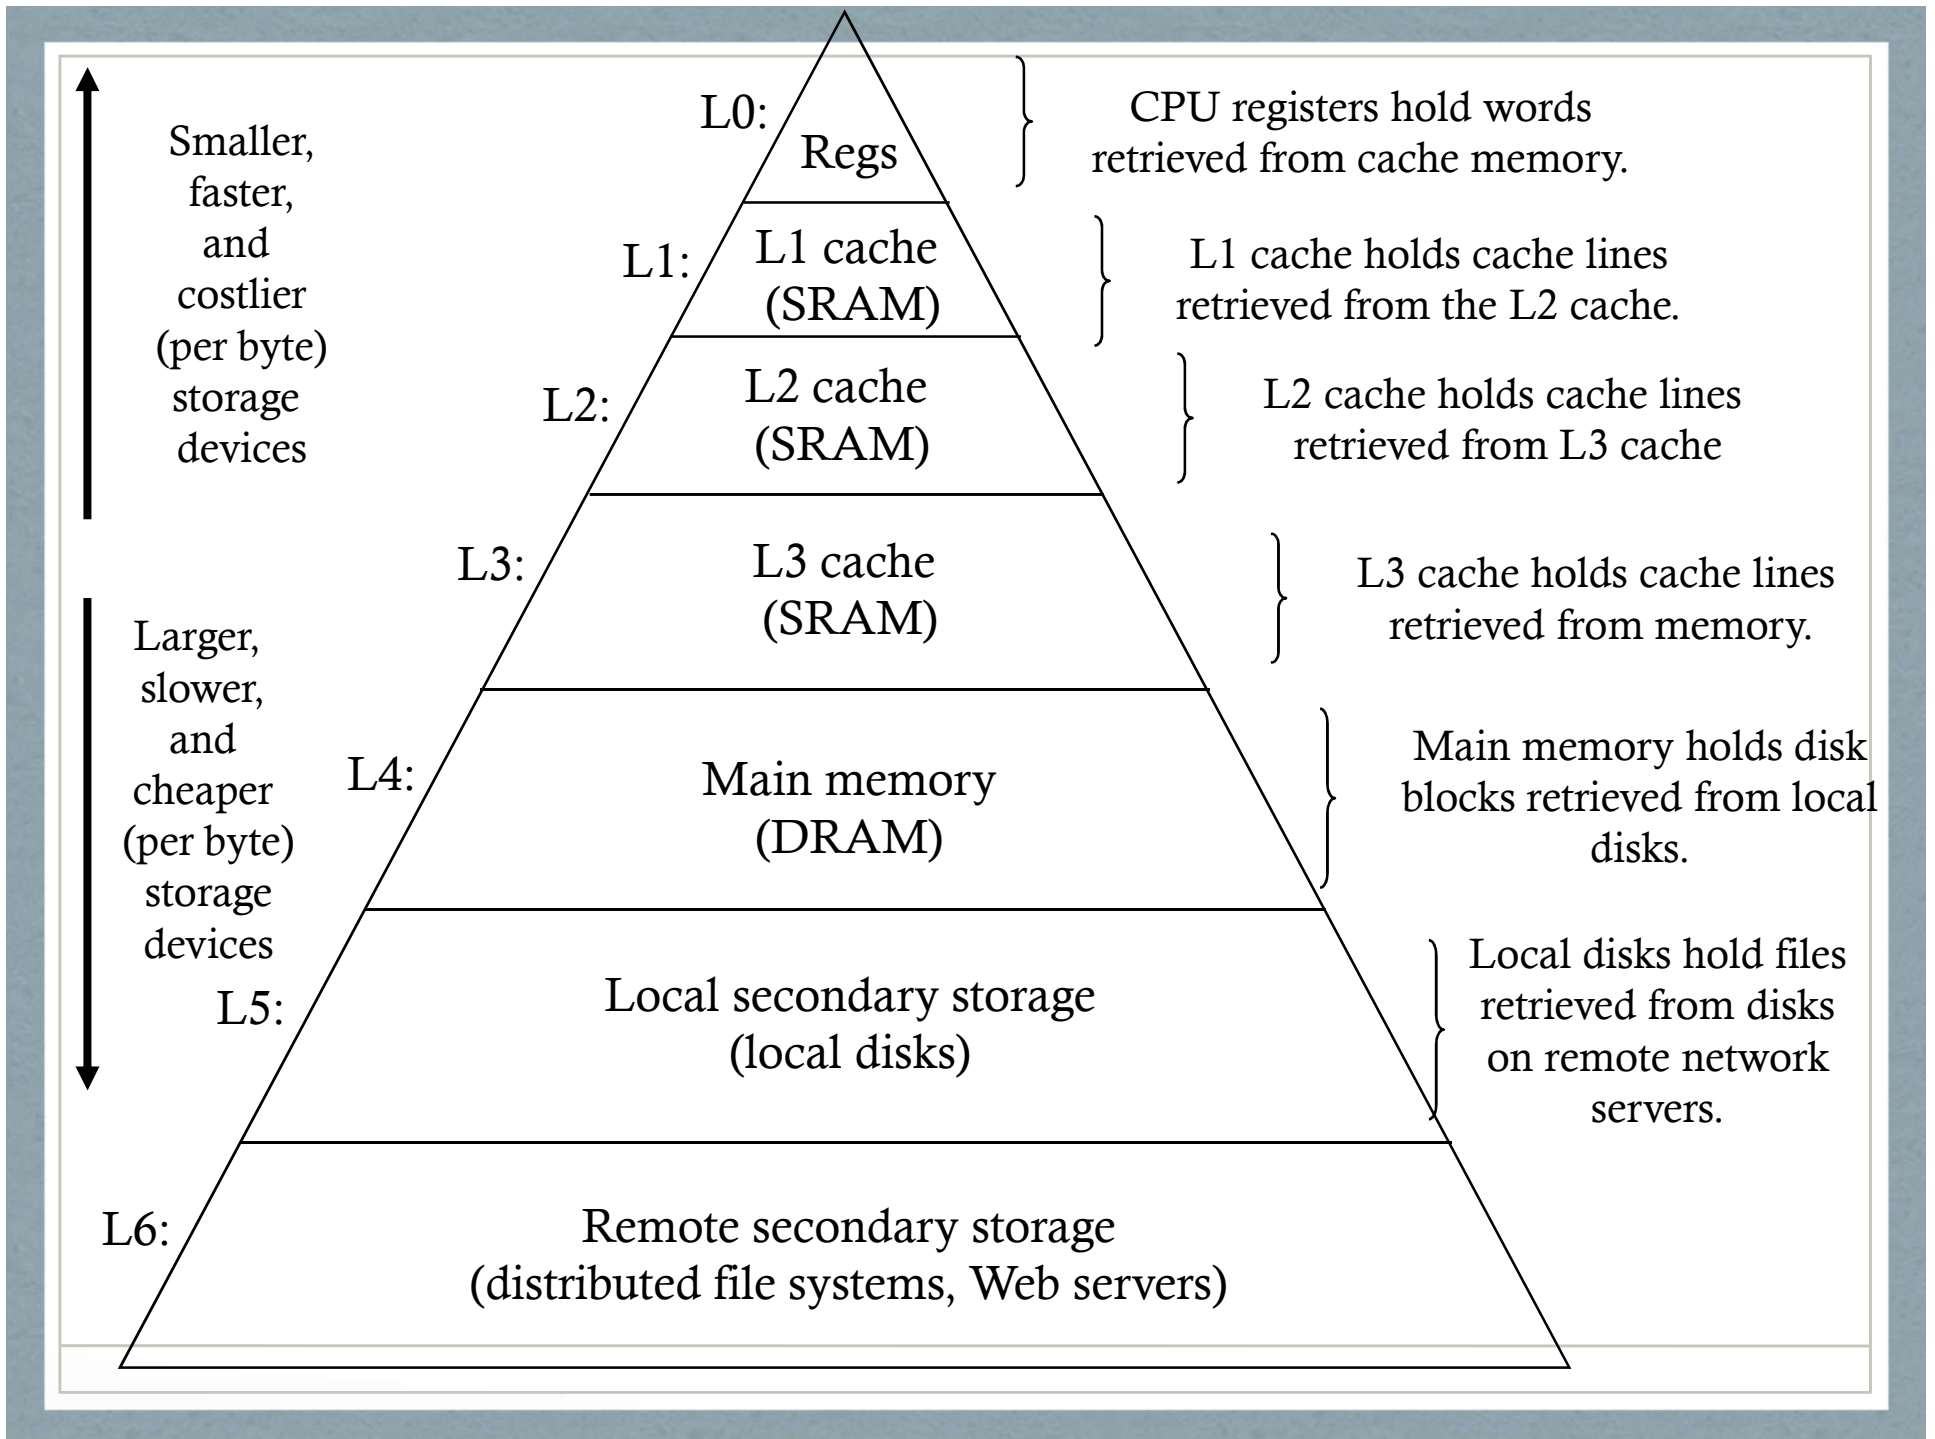 Smaller,
faster,
and
costlier
(per byte)
storage
devices
Larger,
slower,
and
cheaper
(per byte)
storage
devices
L0:
Regs
CPU registers hold words
retrieved from cache memory.
L1:
L1 cache
(SRAM)
L1 cache holds cache lines
retrieved from the L2 cache.
L2:
L2 cache
(SRAM)
L2 cache holds cache lines
retrieved from L3 cache
L3:
L3 cache
(SRAM)
L3 cache holds cache lines
retrieved from memory.
L4:
Main memory
(DRAM)
Main memory holds disk
blocks retrieved from local
disks.
L5:
Local secondary storage
(local disks)
Local disks hold files
retrieved from disks
on remote network
servers.
L6:
Remote secondary storage
(distributed file systems, Web servers)